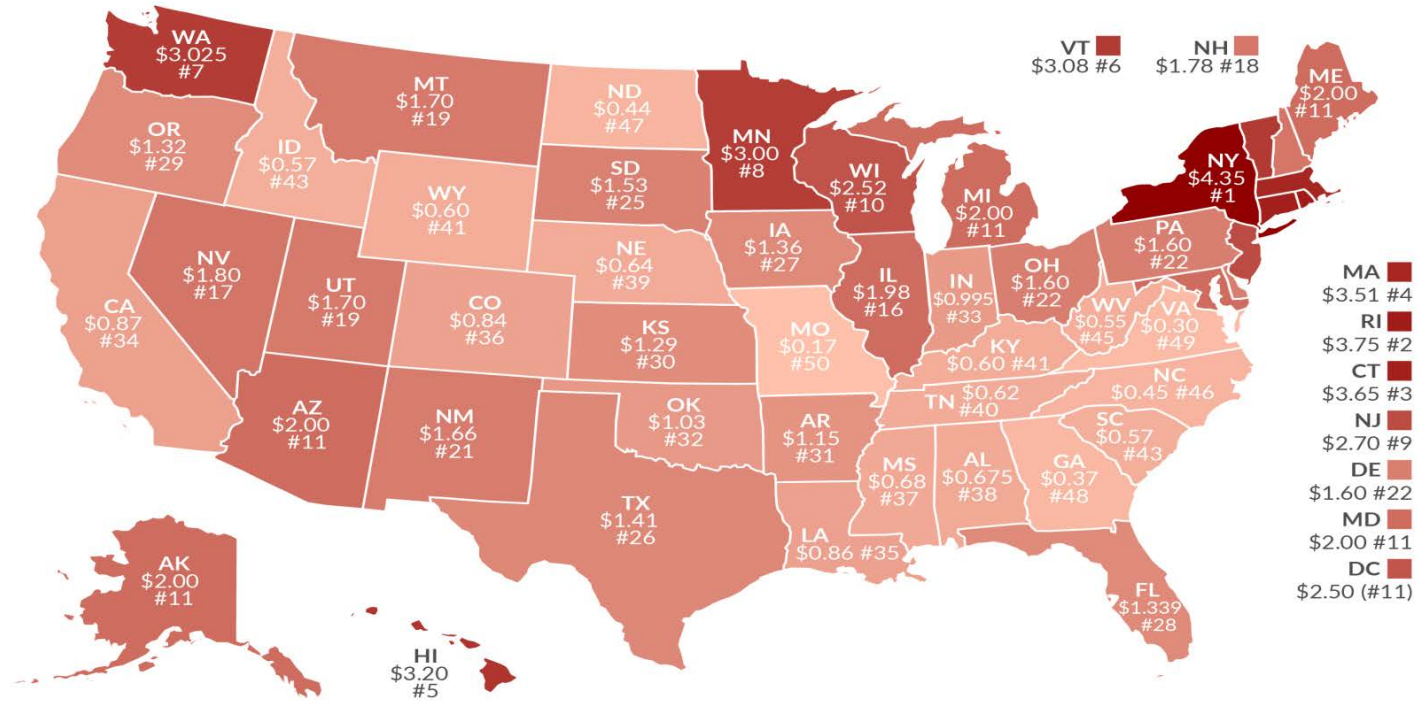 WA
$3.025
#7
MT
$1.70
#19
ND
$0.44
#47
MN
$3.00
#8
VT
$3.08 #6
NH
$1.78 #18
ME
$2.00
#11
OR
$1.32
#29
ID
$0.57
#43
WY
$0.60
#41
SD
$1.53
#25
WI
$2.52
#10
MI
$2.00
#11
NY
$4.35
#1
NV
$1.80
#17
UT
$1.70
#19
CA
$0.87
#34
CO
$0.84
#36
NE
$0.64
#39
IA
$1.36
#27
IL
$1.98
#16
IN
$0.995
#33
OH
$1.60
#22
PA
$1.60
#22
KS
$1.29
#30
MO
$0.17
#50
KY
$0.60 #41
WV
$0.55
#45
VA
$0.30
#49
MA
$3.51 #4
RI
$3.75 #2
CT
$3.65 #3
NJ
$2.70 #9
DE
$1.60 #22
MD
$2.00 #11
DC
$2.50 (#11)
AZ
$2.00
#11
NM
$1.66
#21
OK
$1.03
#32
AR
$1.15
#31
TN $0.62
#40
NC
$0.45 #46
SC
$0.57
#43
MS
$0.68
#37
AL
$0.675
#38
GA
$0.37
#48
TX
$1.41
#26
LA
$0.86 #35
FL
$1.339
#28
AK
$2.00
#11
HI
$3.20
#5